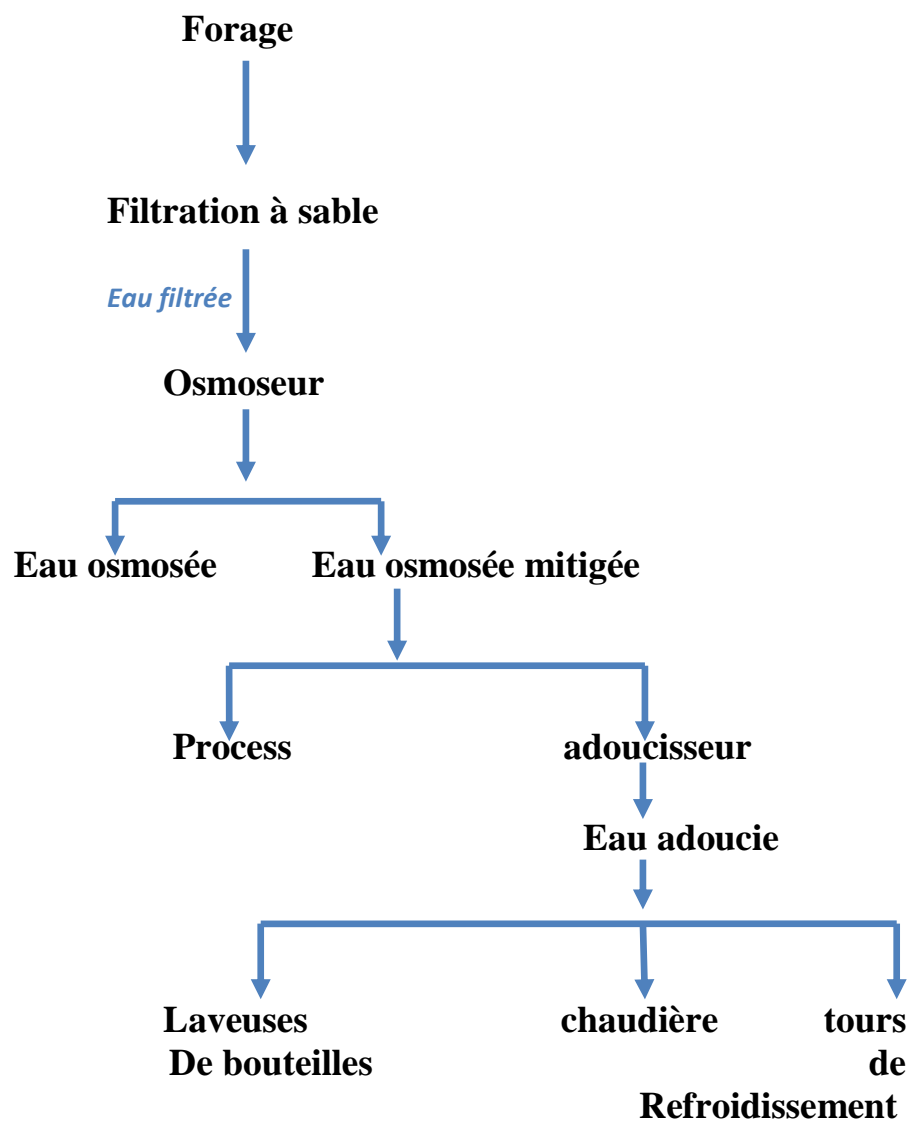 Forage
Filtration à sable
Eau filtrée
Osmoseur
Eau osmosée
Eau osmosée mitigée
Process
adoucisseur
Eau adoucie
Laveuses
De bouteilles
chaudière
tours
de
Refroidissement